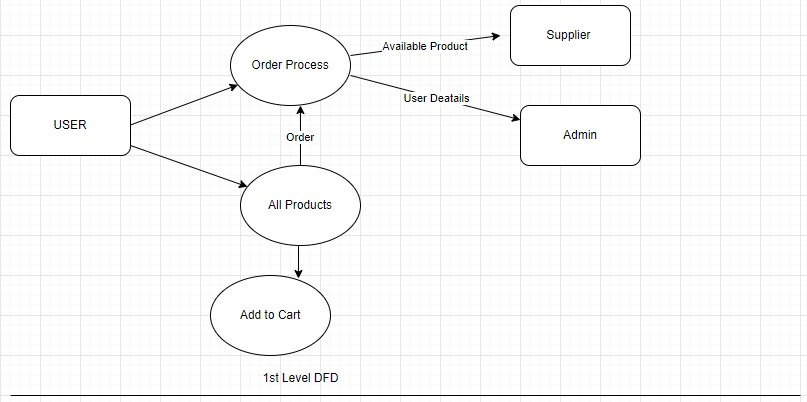 Supplier
Available Product
Order Process
User Deatails
USER
Admin
Order
All Products
Add to Cart
1st Level DFD